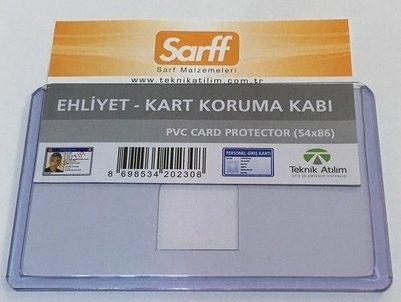 Sarff
Sarf Malzemeleri
www.teknikatilim.com.tr
EHLİYET - KART KORUMA KABI
PVC CARD PROTECTOR (54x86)
PERSONEL GİRİŞ KARTI
8 698534 202308
Teknik Atılım